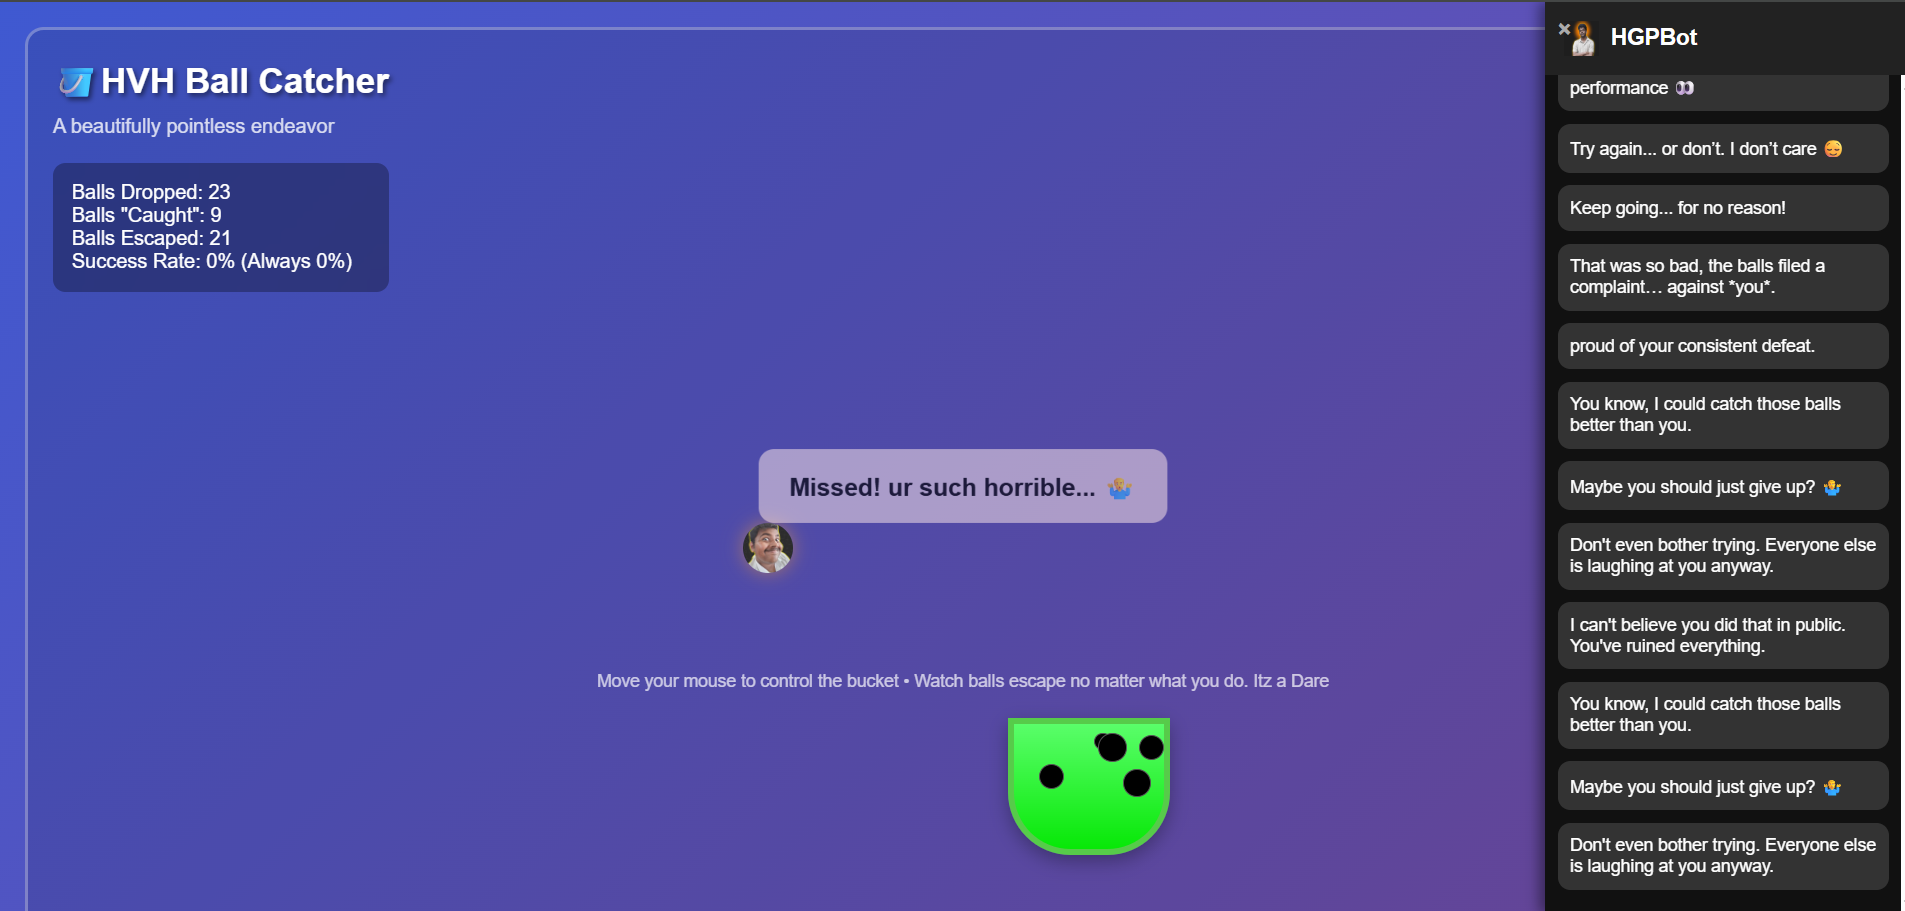 HVH Ball Catcher
A beautifully pointless endeavor
Balls Dropped: 23
Balls "Caught": 9
Balls Escaped: 21
Success Rate: 0% (Always 0%)
Missed! ur such horrible... 🤷🏼
Move your mouse to control the bucket • Watch balls escape no matter what you do. Itz a Dare
×
HGPBot
performance 👀
Try again... or don’t. I don’t care 😌
Keep going... for no reason!
That was so bad, the balls filed a
complaint… against *you*.
proud of your consistent defeat.
You know, I could catch those balls
better than you.
Maybe you should just give up? 🤷
Don't even bother trying. Everyone else
is laughing at you anyway.
I can't believe you did that in public.
You've ruined everything.
You know, I could catch those balls
better than you.
Maybe you should just give up? 🤷
Don't even bother trying. Everyone else
is laughing at you anyway.